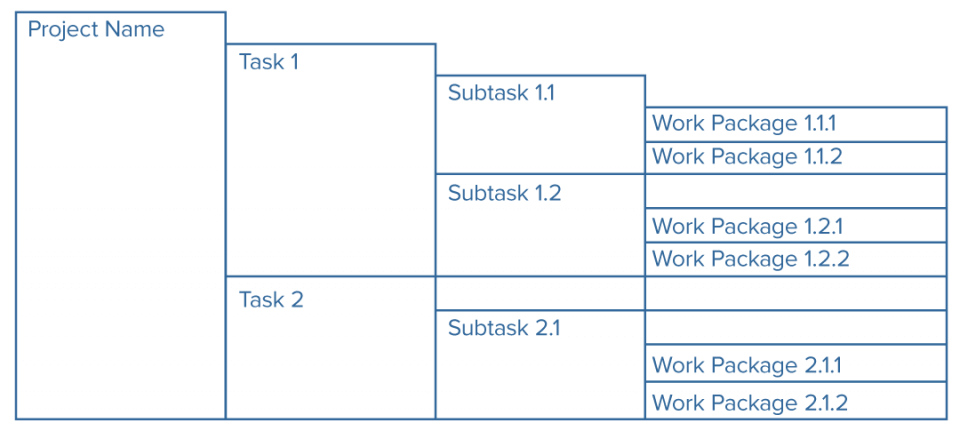 Project Name
Task 1
Subtask 1.1
Work Package 1.1.1
Work Package 1.1.2
Subtask 1.2
Work Package 1.2.1
Work Package 1.2.2
Task 2
Subtask 2.1
Work Package 2.1.1
Work Package 2.1.2